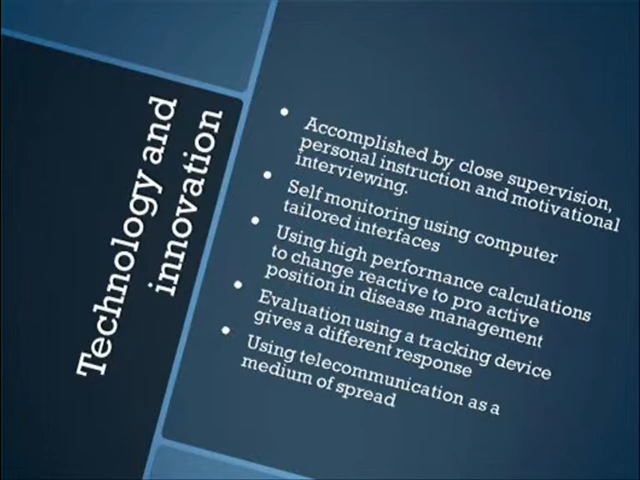 Technology and
innovation
• Accomplished by close supervision,
personal instruction and motivational
interviewing.
• Self monitoring using computer
tailored interfaces
• Using high performance calculations
to change reactive to pro active
position in disease management
• Evaluation using a tracking device
gives a different response
• Using telecommunication as a
medium of spread